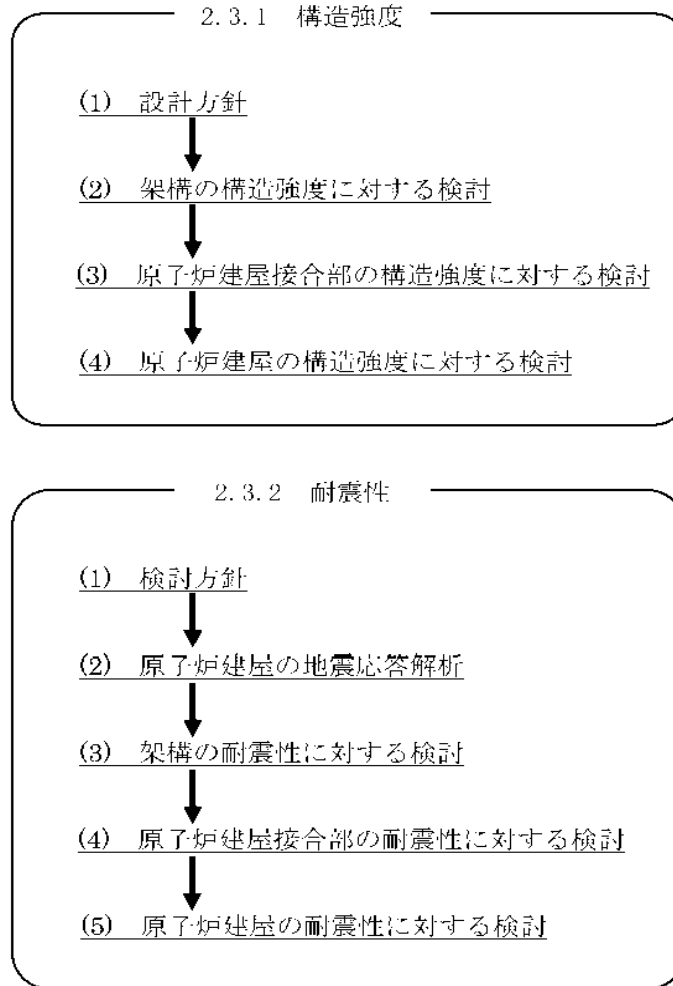 2.3.1 構造強度
(1) 設計方針
(2) 架構の構造強度に対する検討
(3) 原子炉建屋接合部の構造強度に対する検討
(4) 原子炉建屋の構造強度に対する検討
2.3.2 耐震性
(1) 検討方針
(2) 原子炉建屋の地震応答解析
(3) 架構の耐震性に対する検討
(4) 原子炉建屋接合部の耐震性に対する検討
(5) 原子炉建屋の耐震性に対する検討